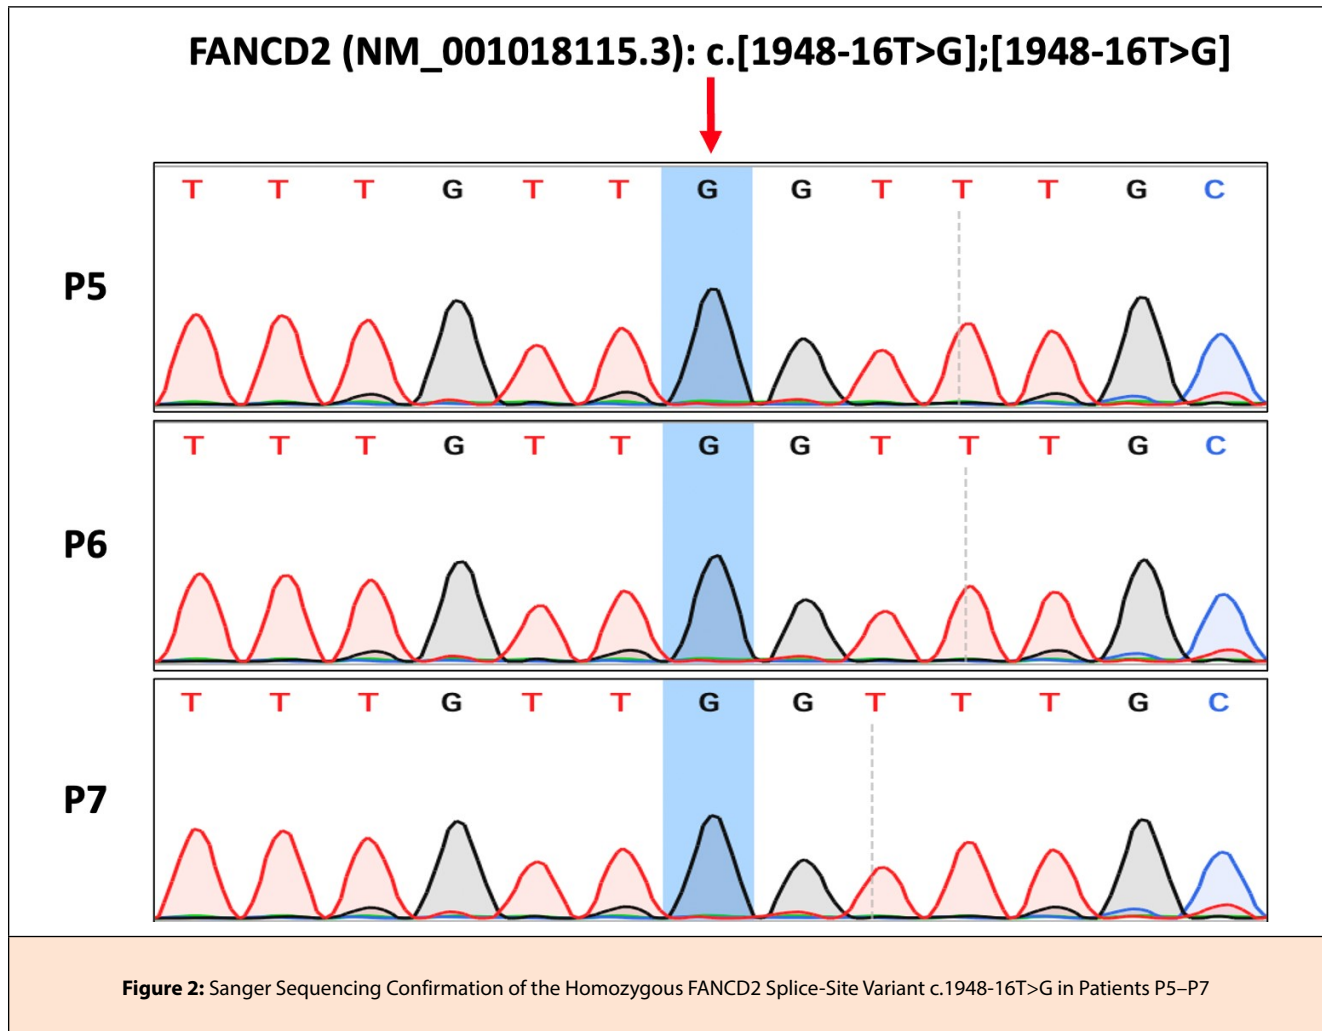 FANCD2 (NM_001018115.3): c.[1948-16T>G];[1948-16T>G]
T T T G T T G G T T T G C
P5
T T T G T T G G T T T G C
P6
T T T G T T G G T T T G C
P7
Figure 2: Sanger Sequencing Confirmation of the Homozygous FANCD2 Splice-Site Variant c.1948-16T>G in Patients P5–P7